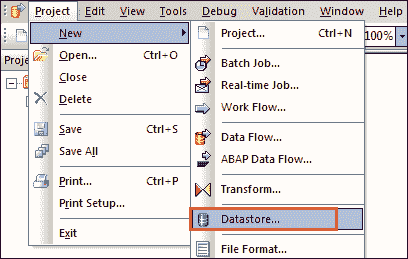 Project Edit View Tools Debug Validation Window Help
New
Open... Ctrl+O
Close
Delete
Save Ctrl+S
Save All
Print... Ctrl+P
Print Setup...
Exit
Project... Ctrl+N
Batch Job...
Real-time Job...
Work Flow...
Data Flow...
ABAP Data Flow...
Transform...
Datastore...
File Format...
100%
Proje